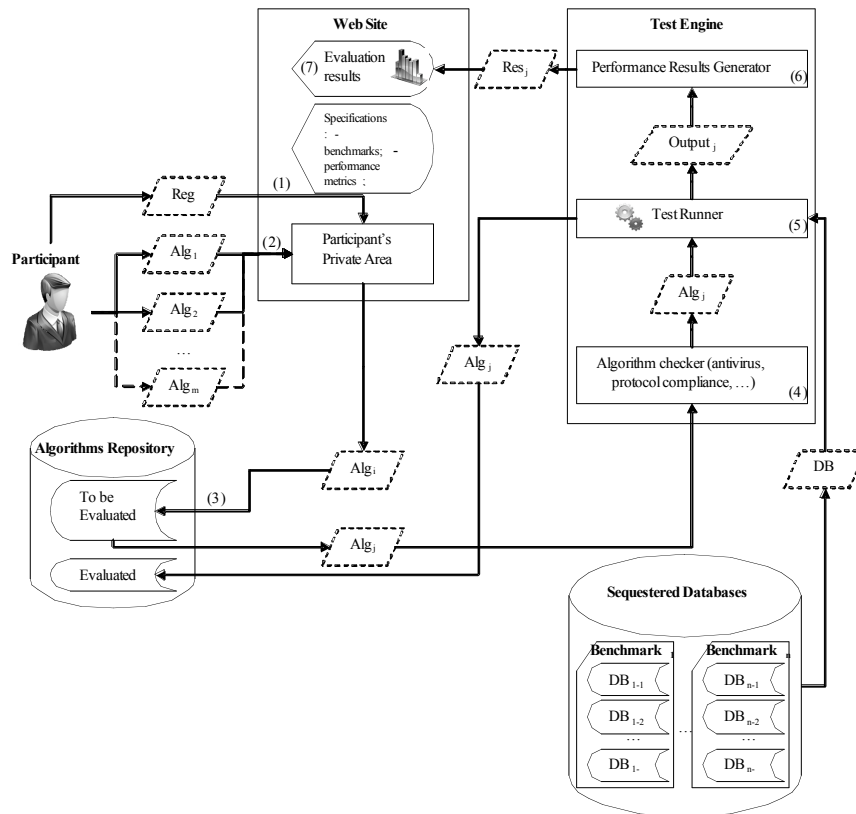 Web Site
(7) Evaluation
results
Specifications
: -
benchmarks; -
performance
metrics ;
Reg
(1)
Participant
Alg 1
(2)
Participant's
Private Area
Alg 2
...
Alg m
Test Engine
Res j
Performance Results Generator
(6)
Output j
Test Runner
(5)
Alg j
Alg j
Algorithm checker (antivirus,
protocol compliance, ...)
(4)
Algorithms Repository
Alg i
(3)
To be
Evaluated
Alg j
Evaluated
DB
Sequestered Databases
Benchmark 1
DB 1-1
DB 1-2
...
DB 1-
...
Benchmark n
DB n-1
DB n-2
...
DB n-